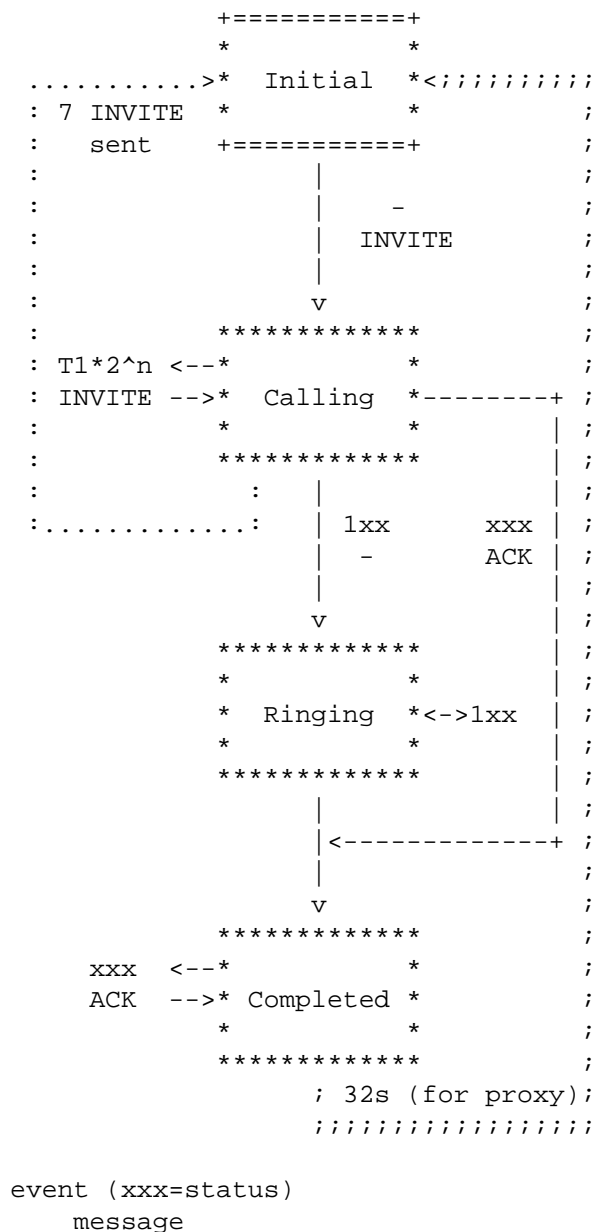 +===========+
* *
...........>* Initial *<;;;;;;;;;;
: 7 INVITE * * ;
: sent +===========+ ;
: | ;
: | - ;
: | INVITE ;
: | ;
: v ;
: ************* ;
: T1*2^n <--* * ;
: INVITE -->* Calling *--------+ ;
: * * | ;
: ************* | ;
: : | | ;
:.............: | 1xx xxx | ;
| - ACK | ;
| | ;
v | ;
************* | ;
* * | ;
* Ringing *<->1xx | ;
* * | ;
************* | ;
| | ;
|<-------------+ ;
| ;
v ;
************* ;
xxx <--* * ;
ACK -->* Completed * ;
* * ;
************* ;
; 32s (for proxy);
;;;;;;;;;;;;;;;;;;
event (xxx=status)
message